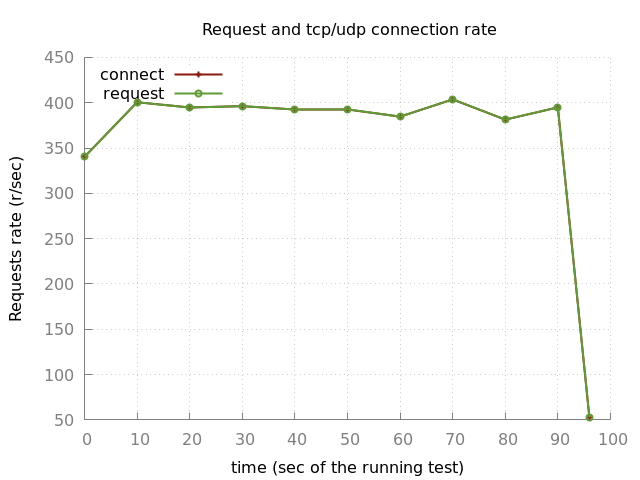 Request and tcp/udp connection rate
450
400
350
300
250
200
150
100
50
connect
request
Requests rate (r/sec)
0 10 20 30 40 50 60 70 80 90 100
time (sec of the running test)